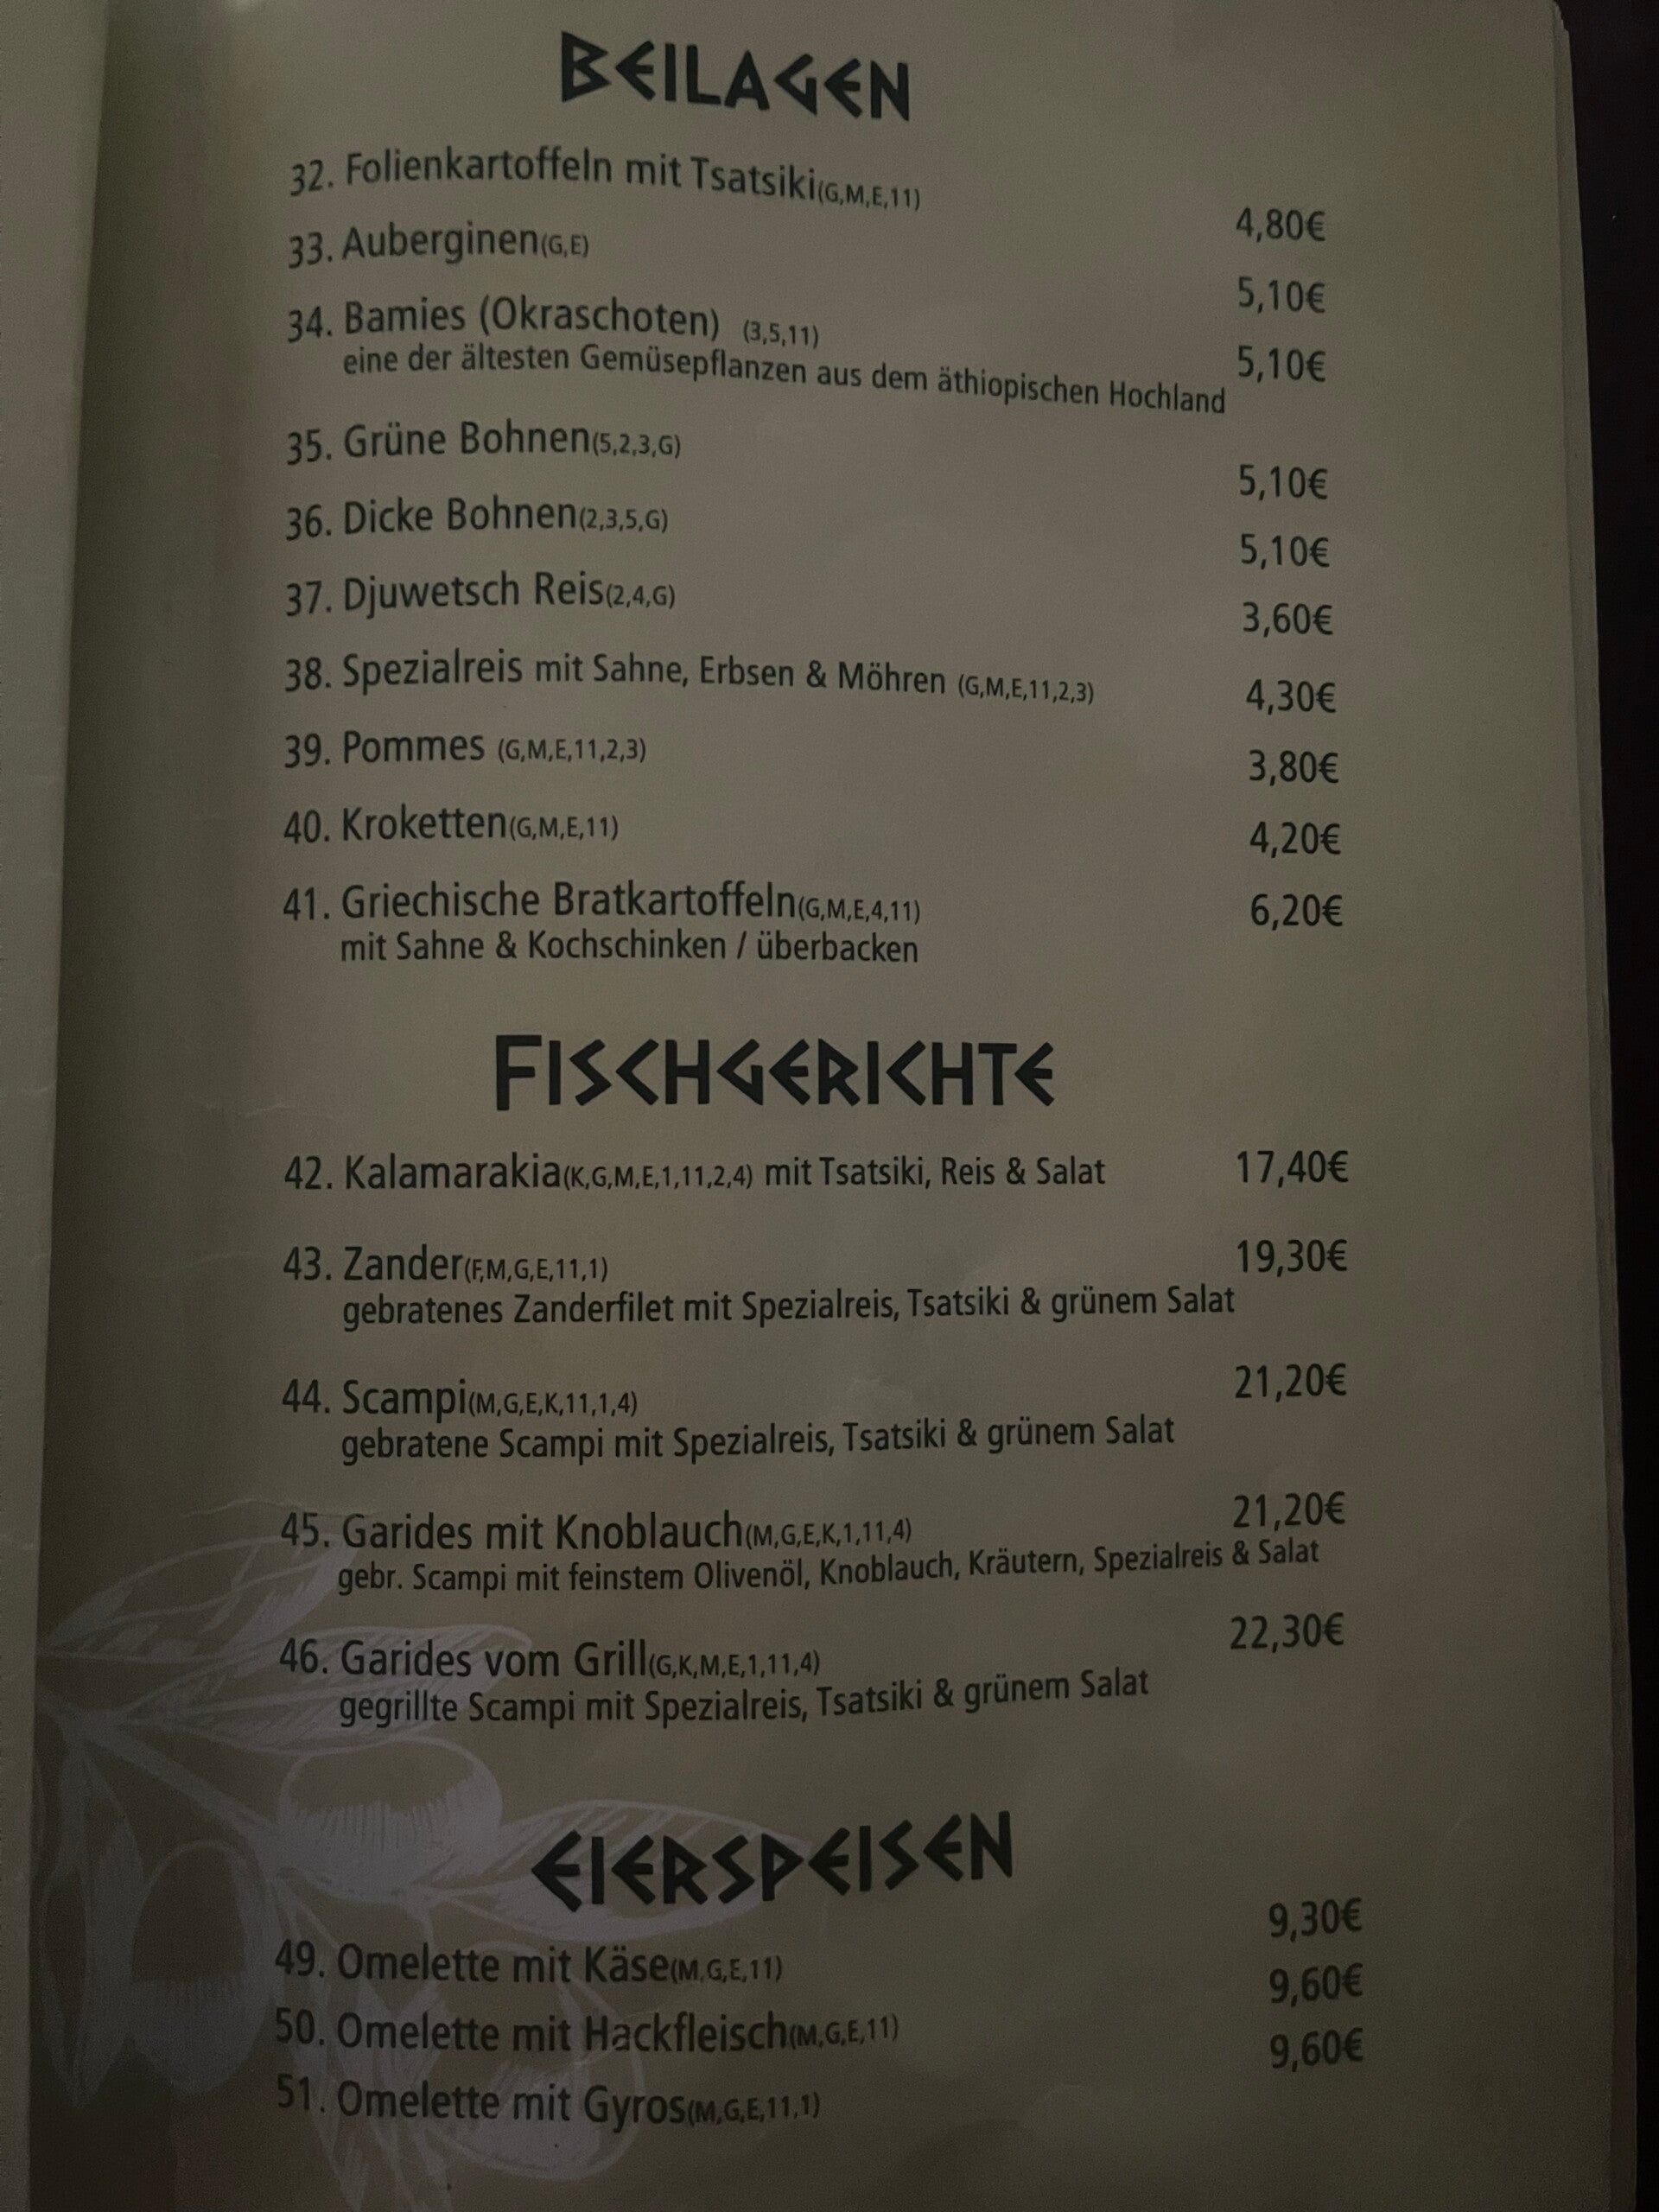 BEILAGEN
32. Folienkartoffeln mit Tsatsiki(G,M,E,11) 4,80€
33. Auberginen(G,E) 5,10€
34. Bamies (Okraschoten) (3,5,11) 5,10€
eine der ältesten Gemüsepflanzen aus dem äthiopischen Hochland
35. Grüne Bohnen(5,2,3,G) 5,10€
36. Dicke Bohnen(2,3,5,G) 5,10€
37. Djuwetsch Reis(2,4,G) 3,60€
38. Spezialreis mit Sahne, Erbsen & Möhren (G,M,E,11,2,3) 4,30€
39. Pommes (G,M,E,11,2,3) 3,80€
40. Kroketten(G,M,E,11) 4,20€
41. Griechische Bratkartoffeln(G,M,E,4,11) 6,20€
mit Sahne & Kochschinken / überbacken
FISCHGERICHTE
42. Kalamarakia(K,G,M,E,1,11,2,4) mit Tsatsiki, Reis & Salat 17,40€
43. Zander(F,M,G,E,11,1) 19,30€
gebratenes Zanderfilet mit Spezialreis, Tsatsiki & grünem Salat
44. Scampi(M,G,E,K,11,1,4) 21,20€
gebratene Scampi mit Spezialreis, Tsatsiki & grünem Salat
45. Garides mit Knoblauch(M,G,E,K,1,11,4) 21,20€
gebr. Scampi mit feinstem Olivenöl, Knoblauch, Kräutern, Spezialreis & Salat
46. Garides vom Grill(G,K,M,E,1,11,4) 22,30€
gegrillte Scampi mit Spezialreis, Tsatsiki & grünem Salat
EIERSPEISEN
49. Omelette mit Käse(M,G,E,11) 9,30€
50. Omelette mit Hackfleisch(M,G,E,11) 9,60€
51. Omelette mit Gyros(M,G,E,11,1) 9,60€